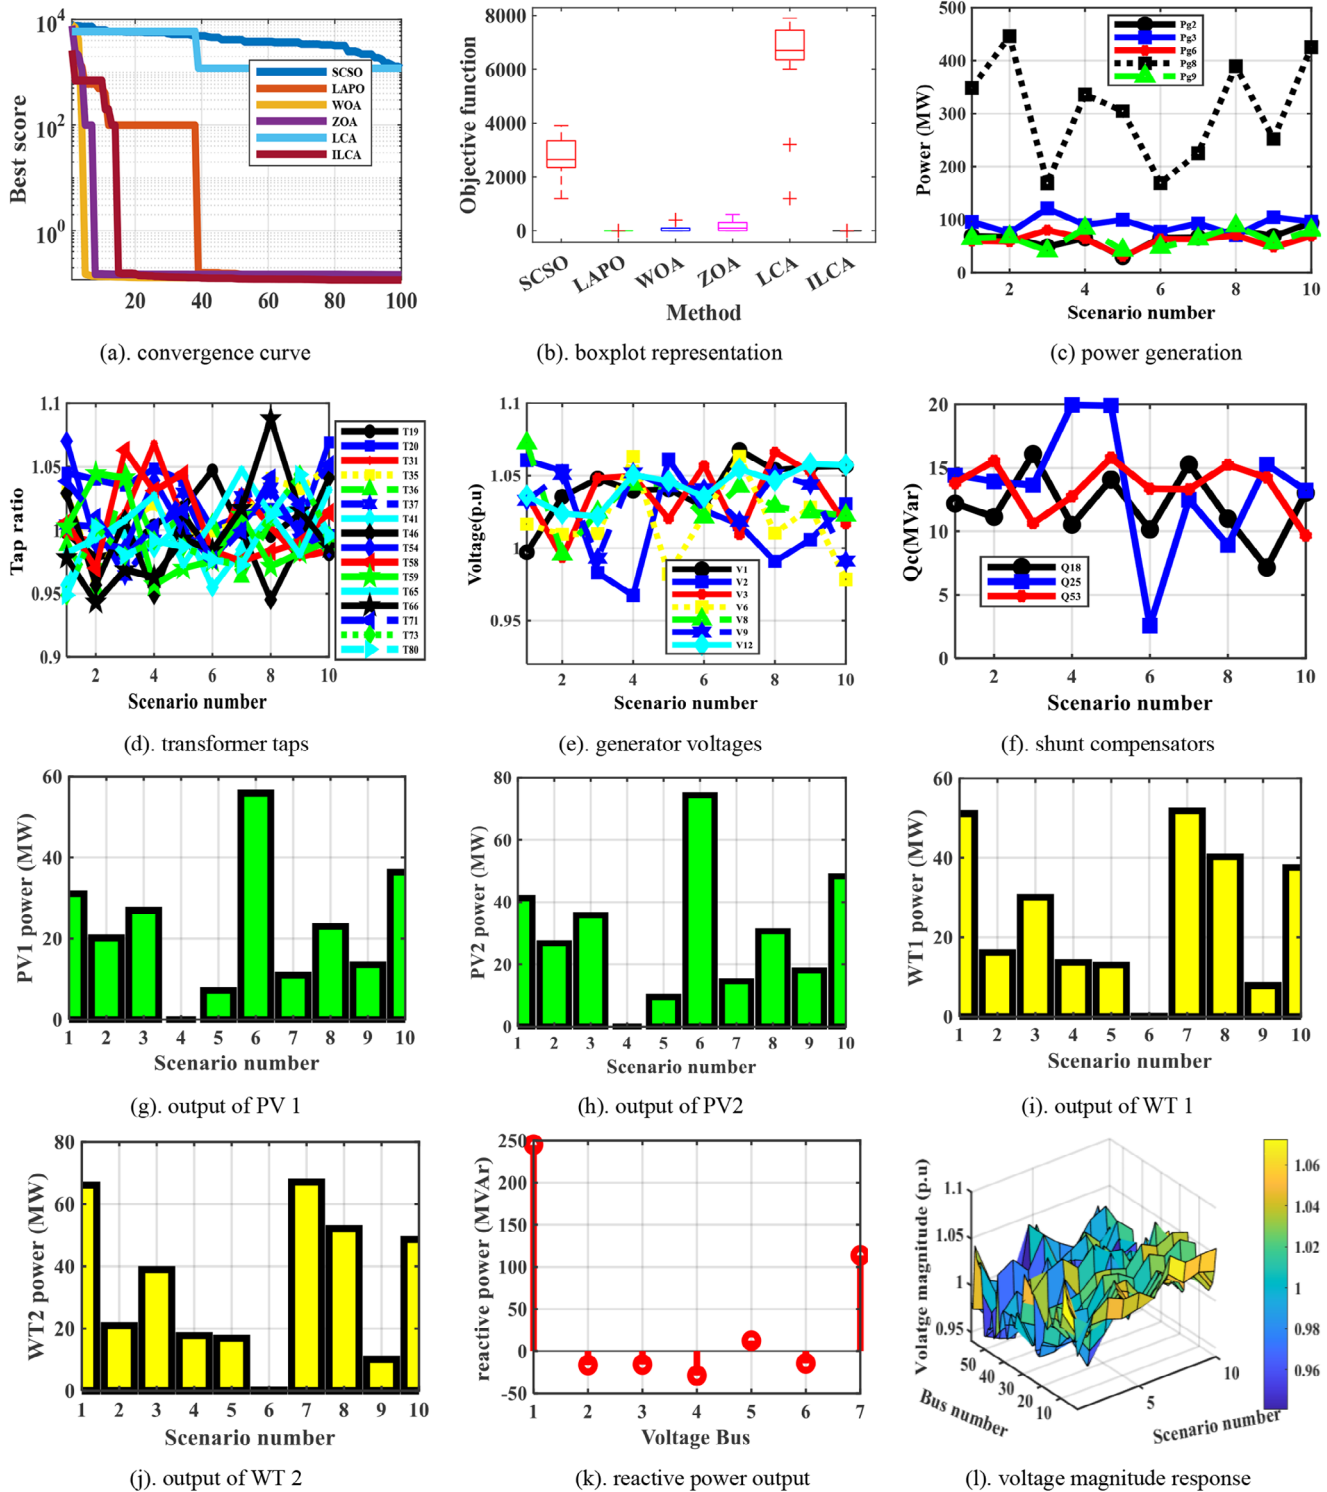 10^4
10^2
10^0
Best score
20 40 60 80 100
SCSO
LAPO
WOA
ZOA
LCA
ILCA
(a). convergence curve
8000
6000
4000
2000
0
Objective function
SCSO LAPO WOA ZOA LCA ILCA
Method
(b). boxplot representation
500
400
300
200
100
0
Power (MW)
2 4 6 8 10
Scenario number
Pg2
Pg3
Pg6
Pg8
Pg9
(c) power generation
1.1
1.05
1
0.95
0.9
Tap ratio
2 4 6 8 10
Scenario number
T19
T20
T31
T35
T36
T37
T41
T46
T54
T58
T59
T65
T66
T71
T73
T80
(d). transformer taps
1.1
1.05
1
0.95
Voltage(p.u)
2 4 6 8 10
Scenario number
V1
V2
V3
V6
V8
V9
V12
(e). generator voltages
20
15
10
5
0
Qc(MVar)
2 4 6 8 10
Scenario number
Q18
Q25
Q53
(f). shunt compensators
60
40
20
0
PV1 power (MW)
1 2 3 4 5 6 7 8 9 10
Scenario number
(g). output of PV 1
80
60
40
20
0
PV2 power (MW)
1 2 3 4 5 6 7 8 9 10
Scenario number
(h). output of PV2
60
40
20
0
WT1 power (MW)
1 2 3 4 5 6 7 8 9 10
Scenario number
(i). output of WT 1
80
60
40
20
0
WT2 power (MW)
1 2 3 4 5 6 7 8 9 10
Scenario number
(j). output of WT 2
250
200
150
100
50
0
-50
reactive power (MVAr)
1 2 3 4 5 6 7
Voltage Bus
(k). reactive power output
1.1
1.05
1
0.95
Volatge magnitude (p.u)
50 40 30 20 10
Bus number
5 10
Scenario number
1.06
1.04
1.02
1
0.98
0.96
(l). voltage magnitude response